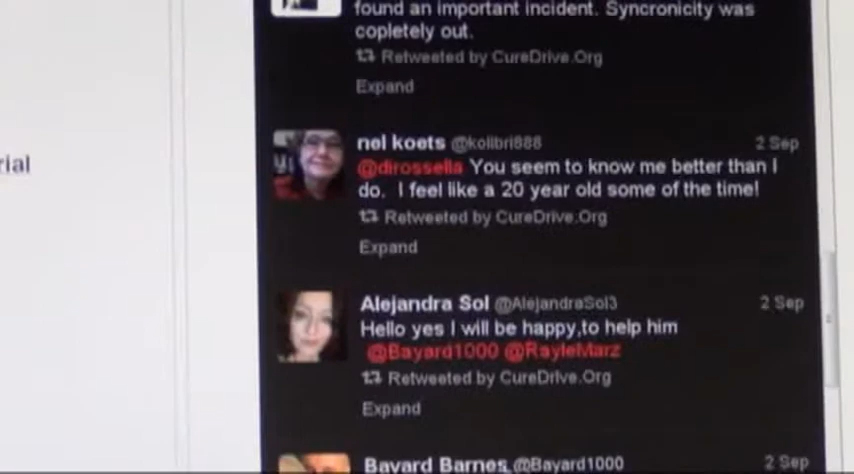 found an important incident. Syncronicity was
copletely out.
Retweeted by CureDrive.Org
Expand
rial
nel koets @kolibri888 2 Sep
@dirossella You seem to know me better than I
do. I feel like a 20 year old some of the time!
Retweeted by CureDrive.Org
Expand
Alejandra Sol @AlejandraSol3 2 Sep
Hello yes I will be happy,to help him
@Bayard1000 @RayleMarz
Retweeted by CureDrive.Org
Expand
Bayard Barnes @Bayard1000 2 Sep